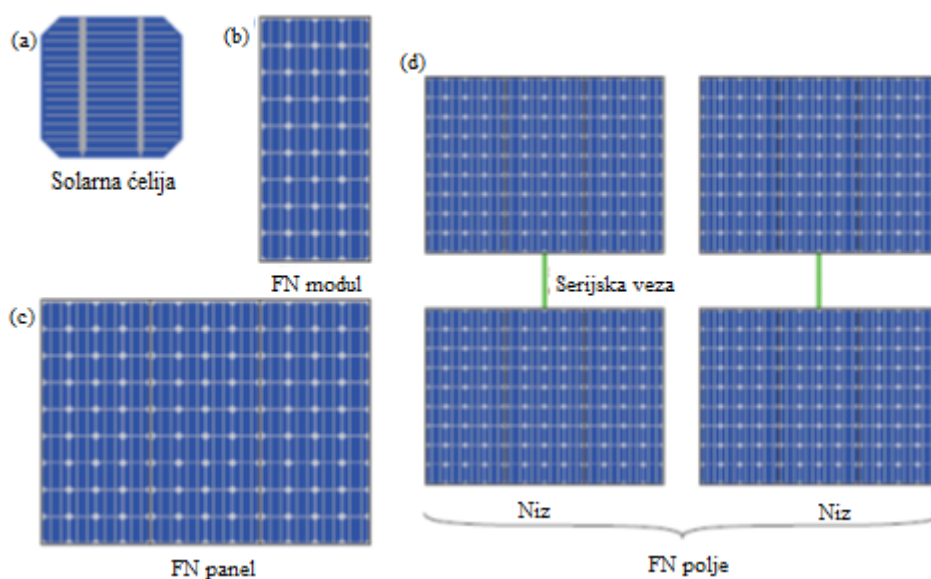 (a)
Solarna ćelija
(b)
FN modul
(c)
FN panel
(d)
Serijska veza
Niz
Niz
FN polje